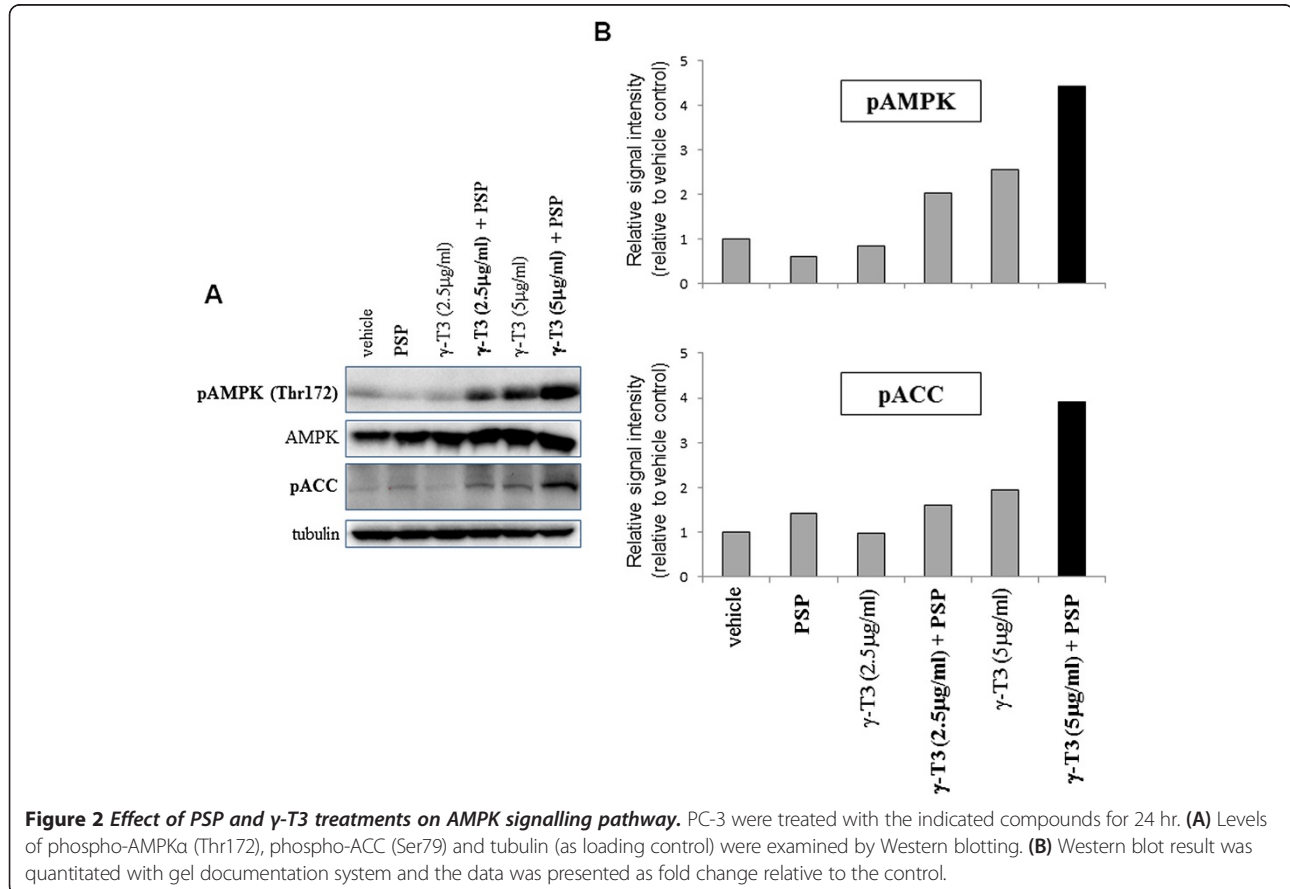 A
vehicle
PSP
γ-T3 (2.5μg/ml)
γ-T3 (2.5μg/ml) + PSP
γ-T3 (5μg/ml)
γ-T3 (5μg/ml) + PSP
pAMPK (Thr172)
AMPK
pACC
tubulin
B
Relative signal intensity
(relative to vehicle control)
5
4
3
2
1
0
pAMPK
Relative signal intensity
(relative to vehicle control)
5
4
3
2
1
0
pACC
vehicle
PSP
γ-T3 (2.5μg/ml)
γ-T3 (2.5μg/ml) + PSP
γ-T3 (5μg/ml)
γ-T3 (5μg/ml) + PSP
Figure 2 Effect of PSP and γ-T3 treatments on AMPK signalling pathway. PC-3 were treated with the indicated compounds for 24 hr. (A) Levels
of phospho-AMPKα (Thr172), phospho-ACC (Ser79) and tubulin (as loading control) were examined by Western blotting. (B) Western blot result was
quantitated with gel documentation system and the data was presented as fold change relative to the control.